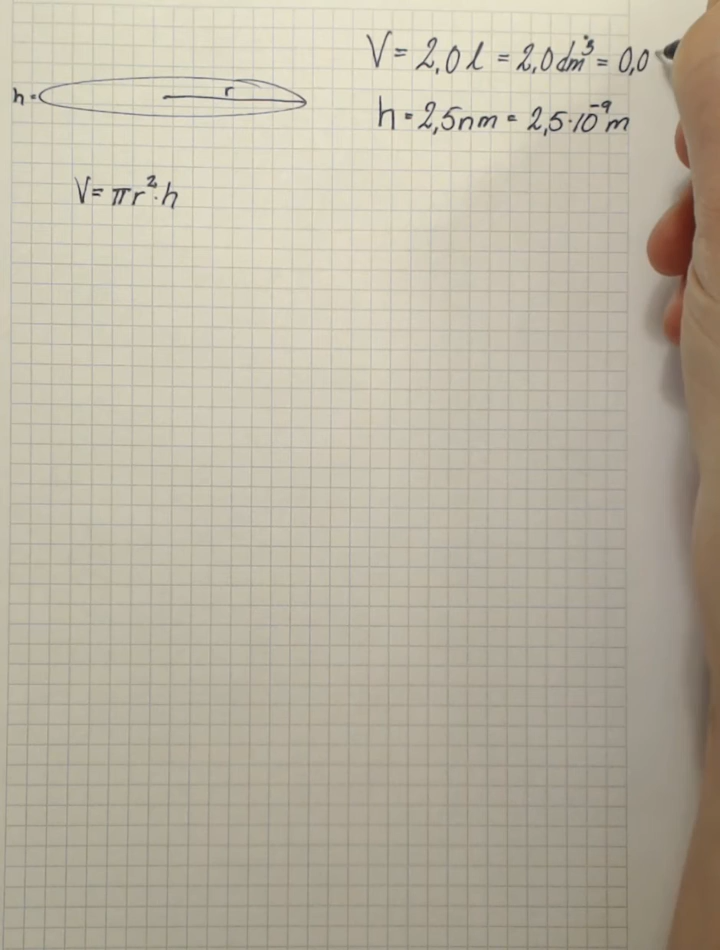 V = 2,0 l = 2,0 dm³ = 0,0
h = 2,5 nm = 2,5·10⁻⁹ m
h
r
V = πr²·h